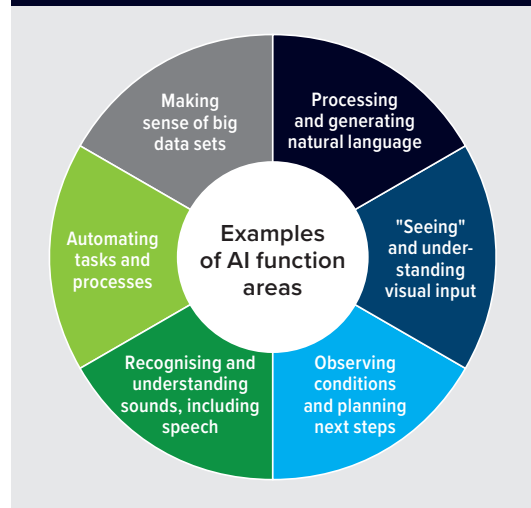 Examples
of AI function
areas
Processing
and generating
natural language
"Seeing"
and under-
standing
visual input
Observing
conditions
and planning
next steps
Recognising and
understanding
sounds, including
speech
Automating
tasks and
processes
Making
sense of big
data sets